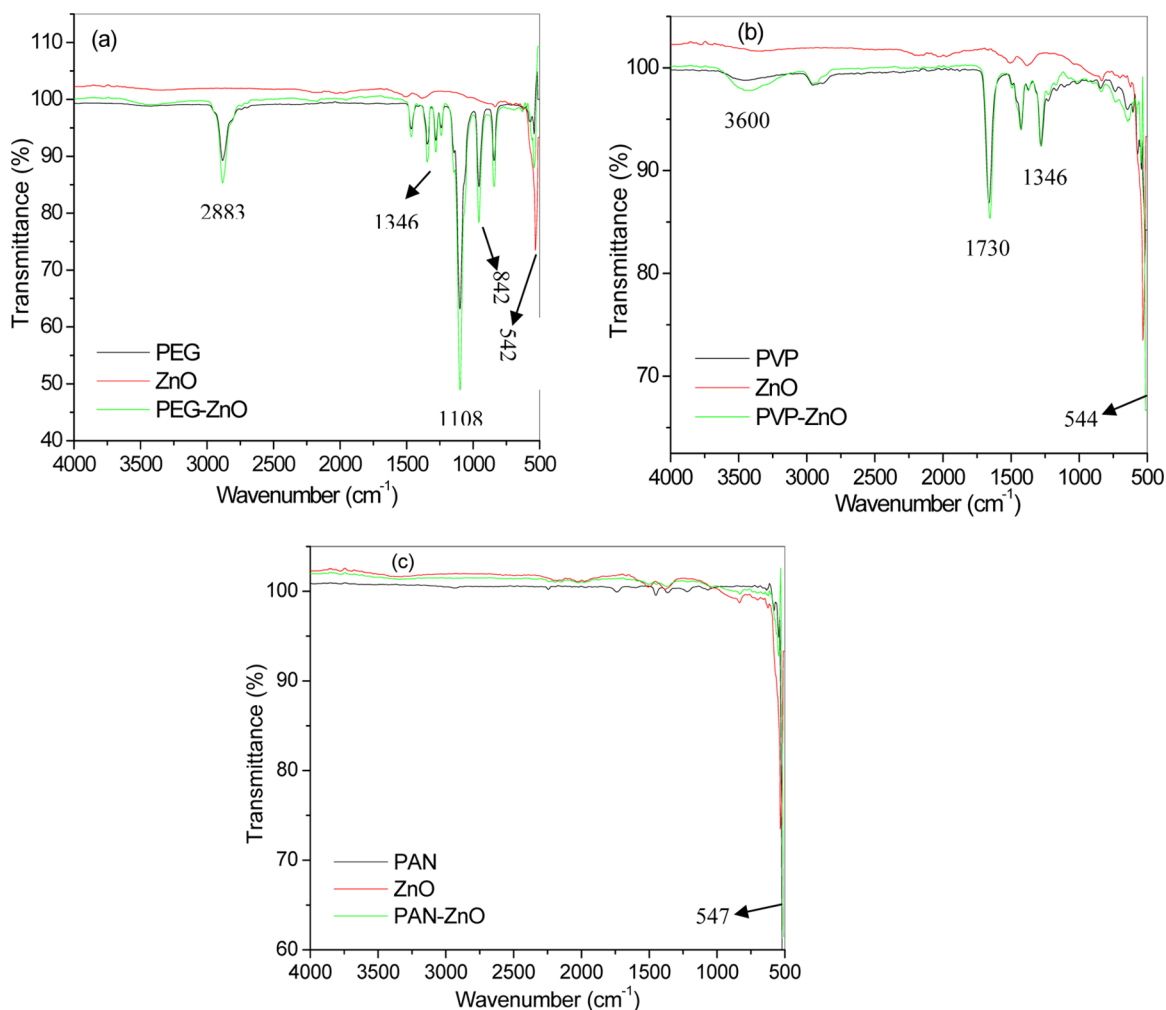 (a)
110
100
90
80
70
60
50
40
Transmittance (%)
2883
1346
842
542
1108
PEG
ZnO
PEG-ZnO
4000 3500 3000 2500 2000 1500 1000 500
Wavenumber (cm⁻¹)
(b)
100
90
80
70
Transmittance (%)
3600
1346
1730
544
PVP
ZnO
PVP-ZnO
4000 3500 3000 2500 2000 1500 1000 500
Wavenumber (cm⁻¹)
(c)
100
90
80
70
60
Transmittance (%)
547
PAN
ZnO
PAN-ZnO
4000 3500 3000 2500 2000 1500 1000 500
Wavenumber (cm⁻¹)